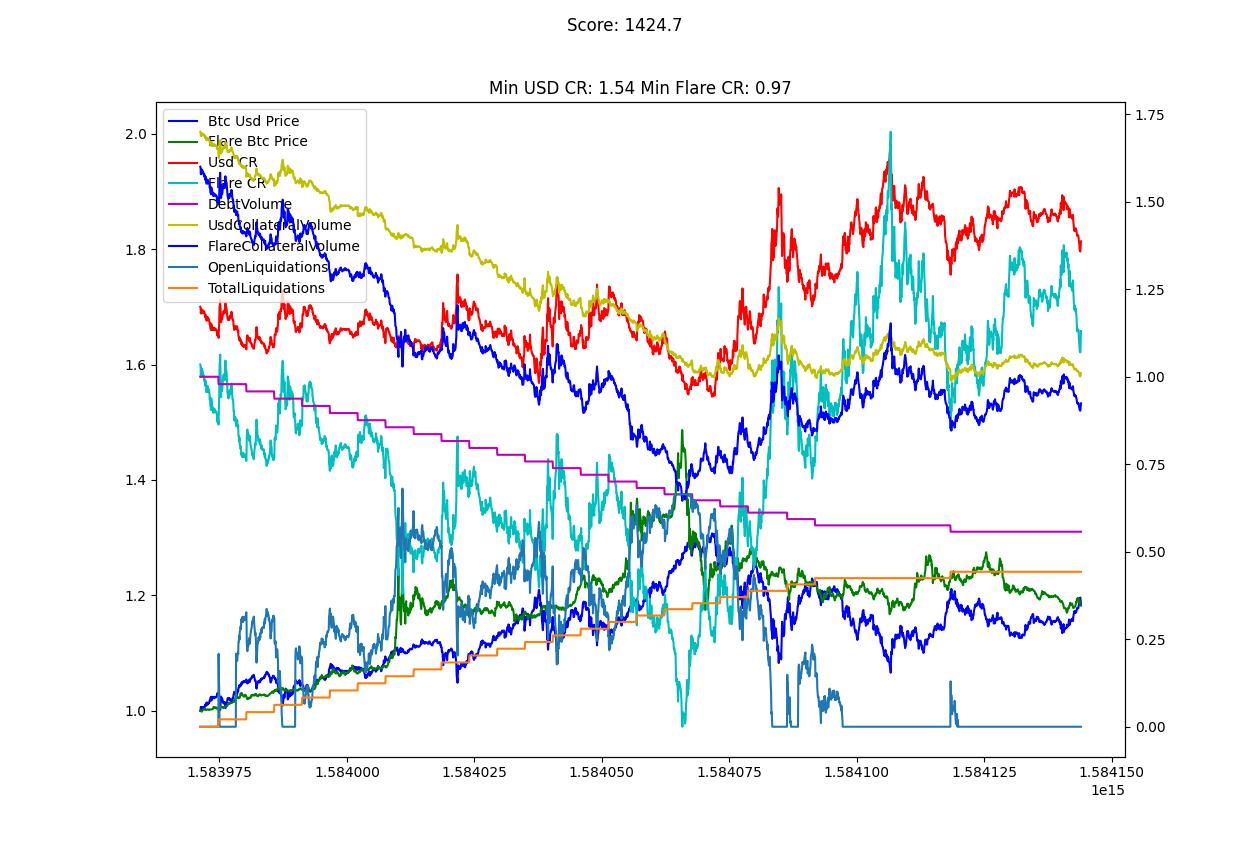 Score: 1424.7
Min USD CR: 1.54 Min Flare CR: 0.97
Btc Usd Price
Flare Btc Price
Usd CR
Flare CR
DebtVolume
UsdCollateralVolume
FlareCollateralVolume
OpenLiquidations
TotalLiquidations
2.0
1.8
1.6
1.4
1.2
1.0
1.75
1.50
1.25
1.00
0.75
0.50
0.25
0.00
1.583975
1.584000
1.584025
1.584050
1.584075
1.584100
1.584125
1.584150
1e15